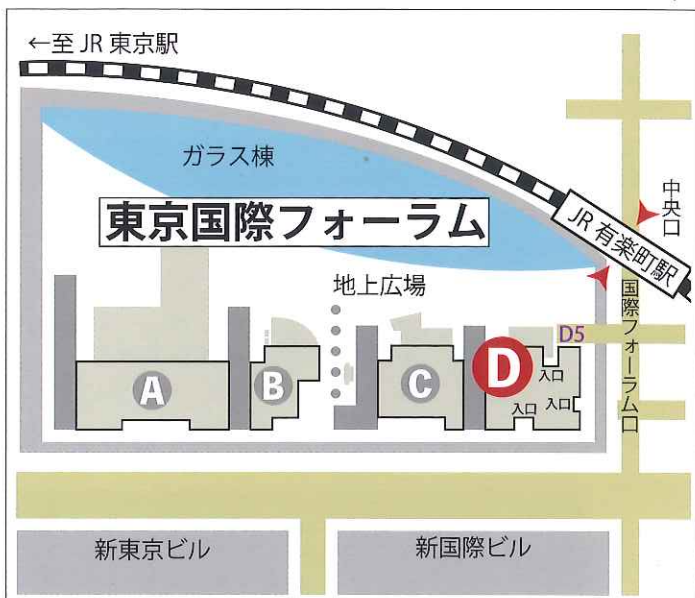 ←至 JR 東京駅
ガラス棟
中央口
JR 有楽町駅
東京国際フォーラム
地上広場
国際フォーラム口
D5
A
B
C
D
入口
入口
入口
新東京ビル
新国際ビル